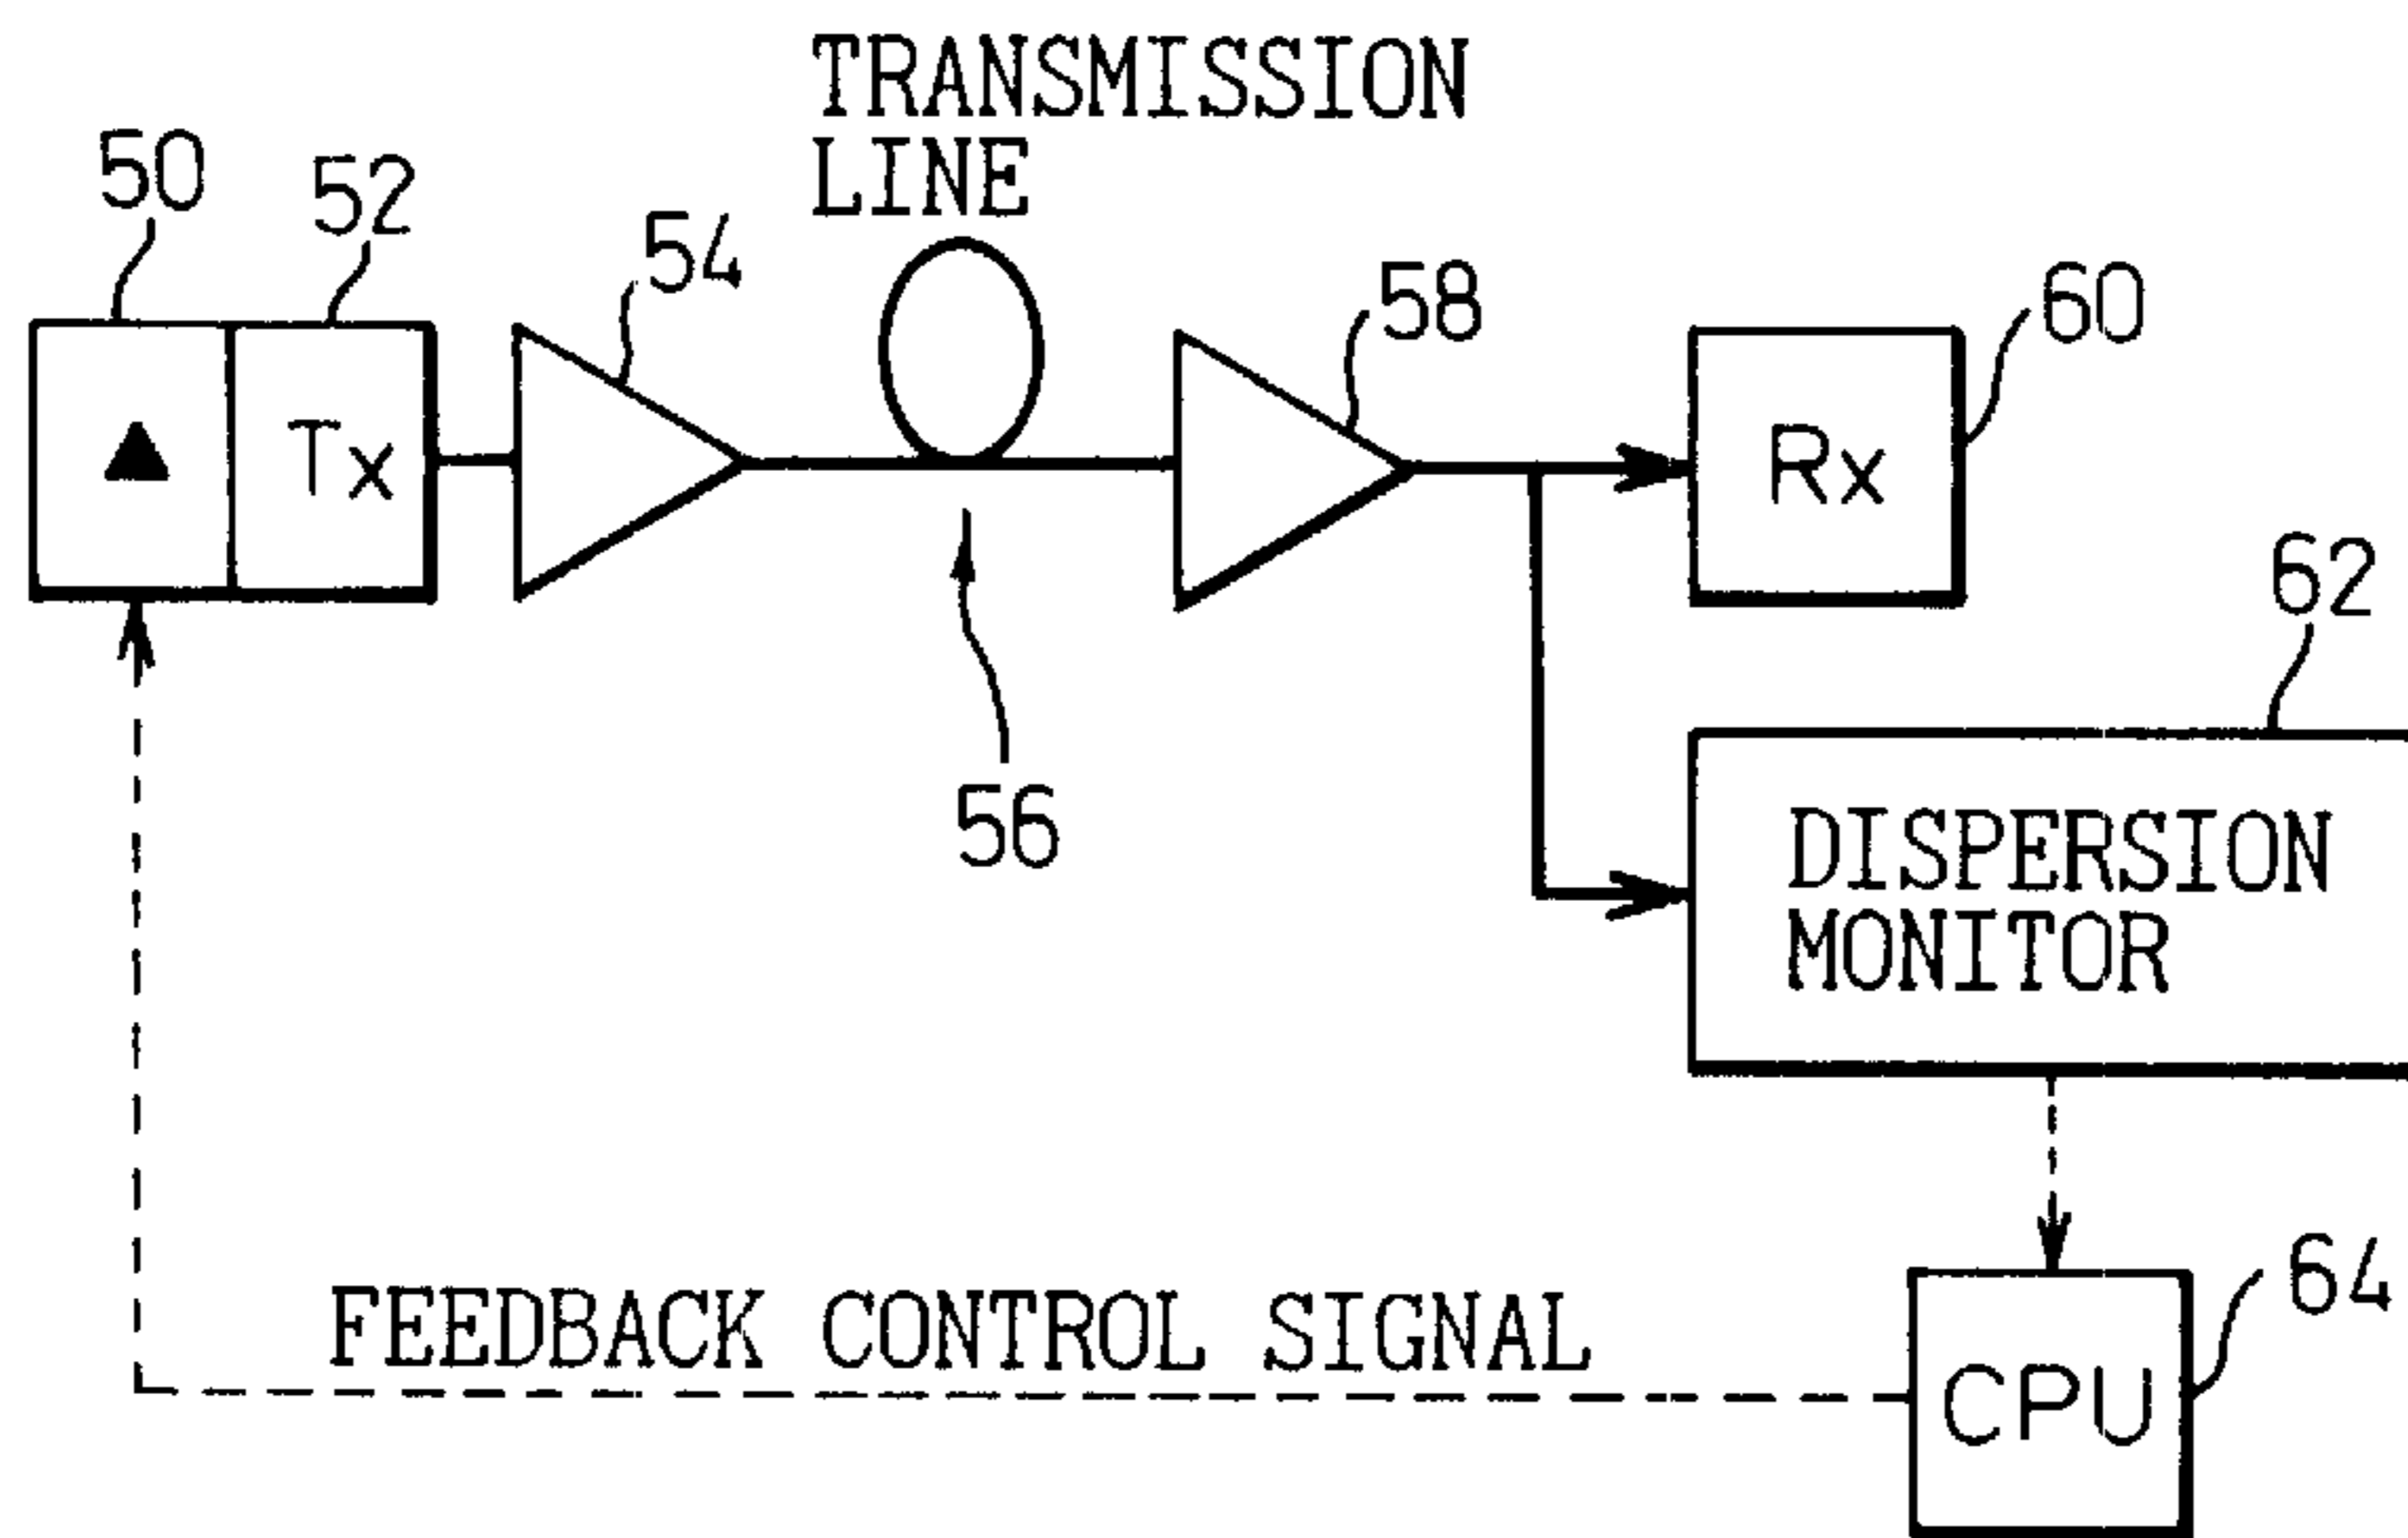 TRANSMISSION
LINE
50
52
54
58
60
Tx
Rx
62
56
DISPERSION
MONITOR
64
FEEDBACK CONTROL SIGNAL
CPU